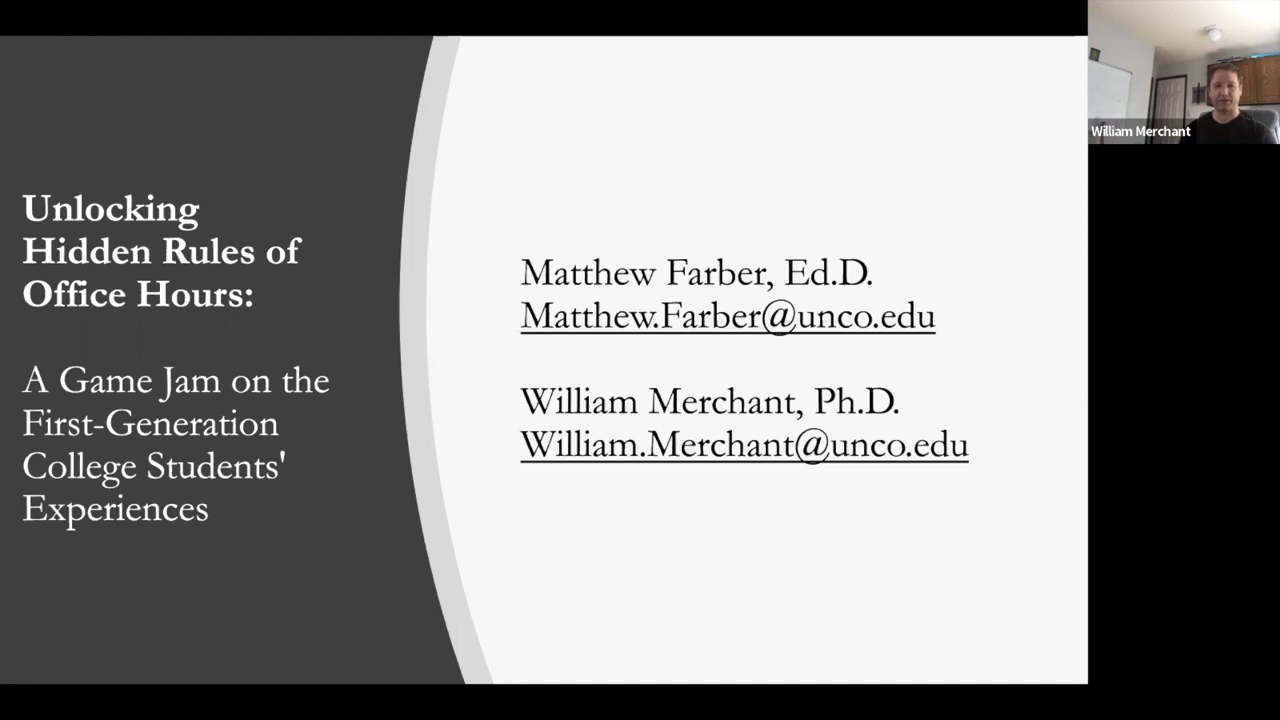 Unlocking
Hidden Rules of
Office Hours:
A Game Jam on the
First-Generation
College Students'
Experiences
Matthew Farber, Ed.D.
Matthew.Farber@unco.edu
William Merchant, Ph.D.
William.Merchant@unco.edu
William Merchant